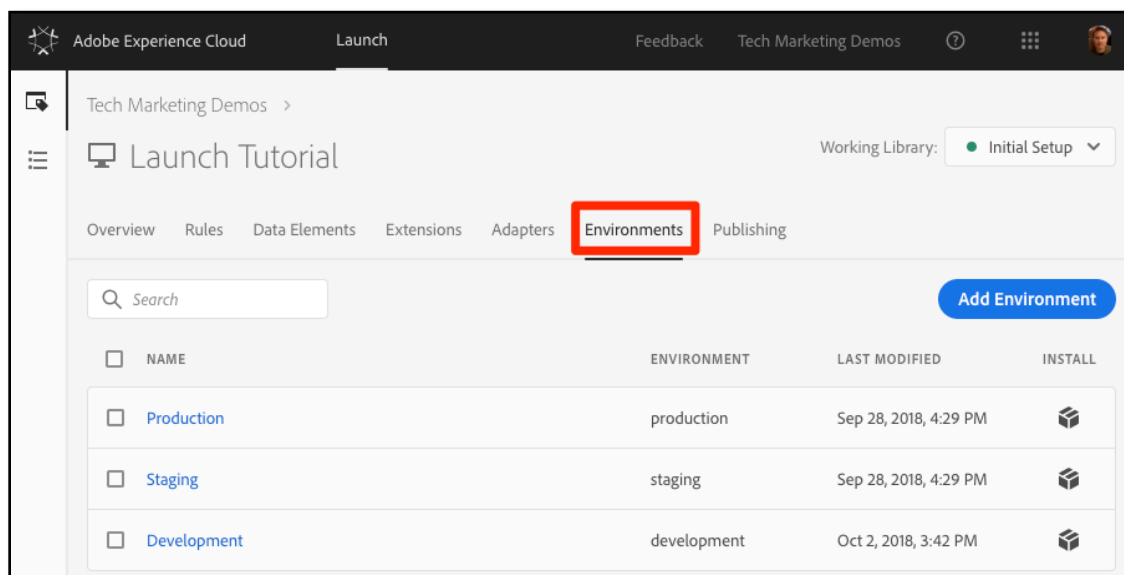 Adobe Experience Cloud Launch Feedback Tech Marketing Demos
Tech Marketing Demos >
Launch Tutorial
Working Library: Initial Setup
Overview Rules Data Elements Extensions Adapters Environments Publishing
Search Add Environment
NAME ENVIRONMENT LAST MODIFIED INSTALL
Production production Sep 28, 2018, 4:29 PM
Staging staging Sep 28, 2018, 4:29 PM
Development development Oct 2, 2018, 3:42 PM